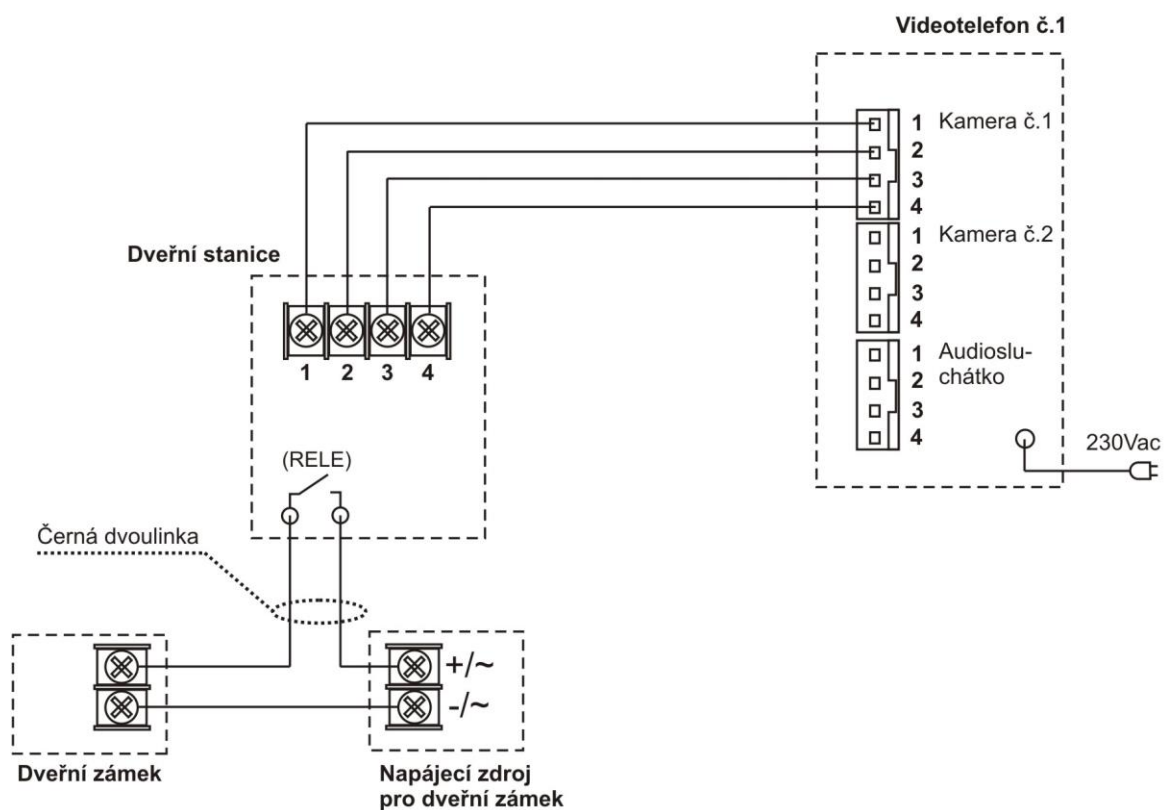 Videotelefon č.1
1 Kamera č.1
2
3
4
1 Kamera č.2
2
3
4
1 Audioslu-
2 chátko
3
4
230Vac
Dveřní stanice
1 2 3 4
(RELE)
Černá dvoulinka
+/~
-/~
Dveřní zámek
Napájecí zdroj
pro dveřní zámek